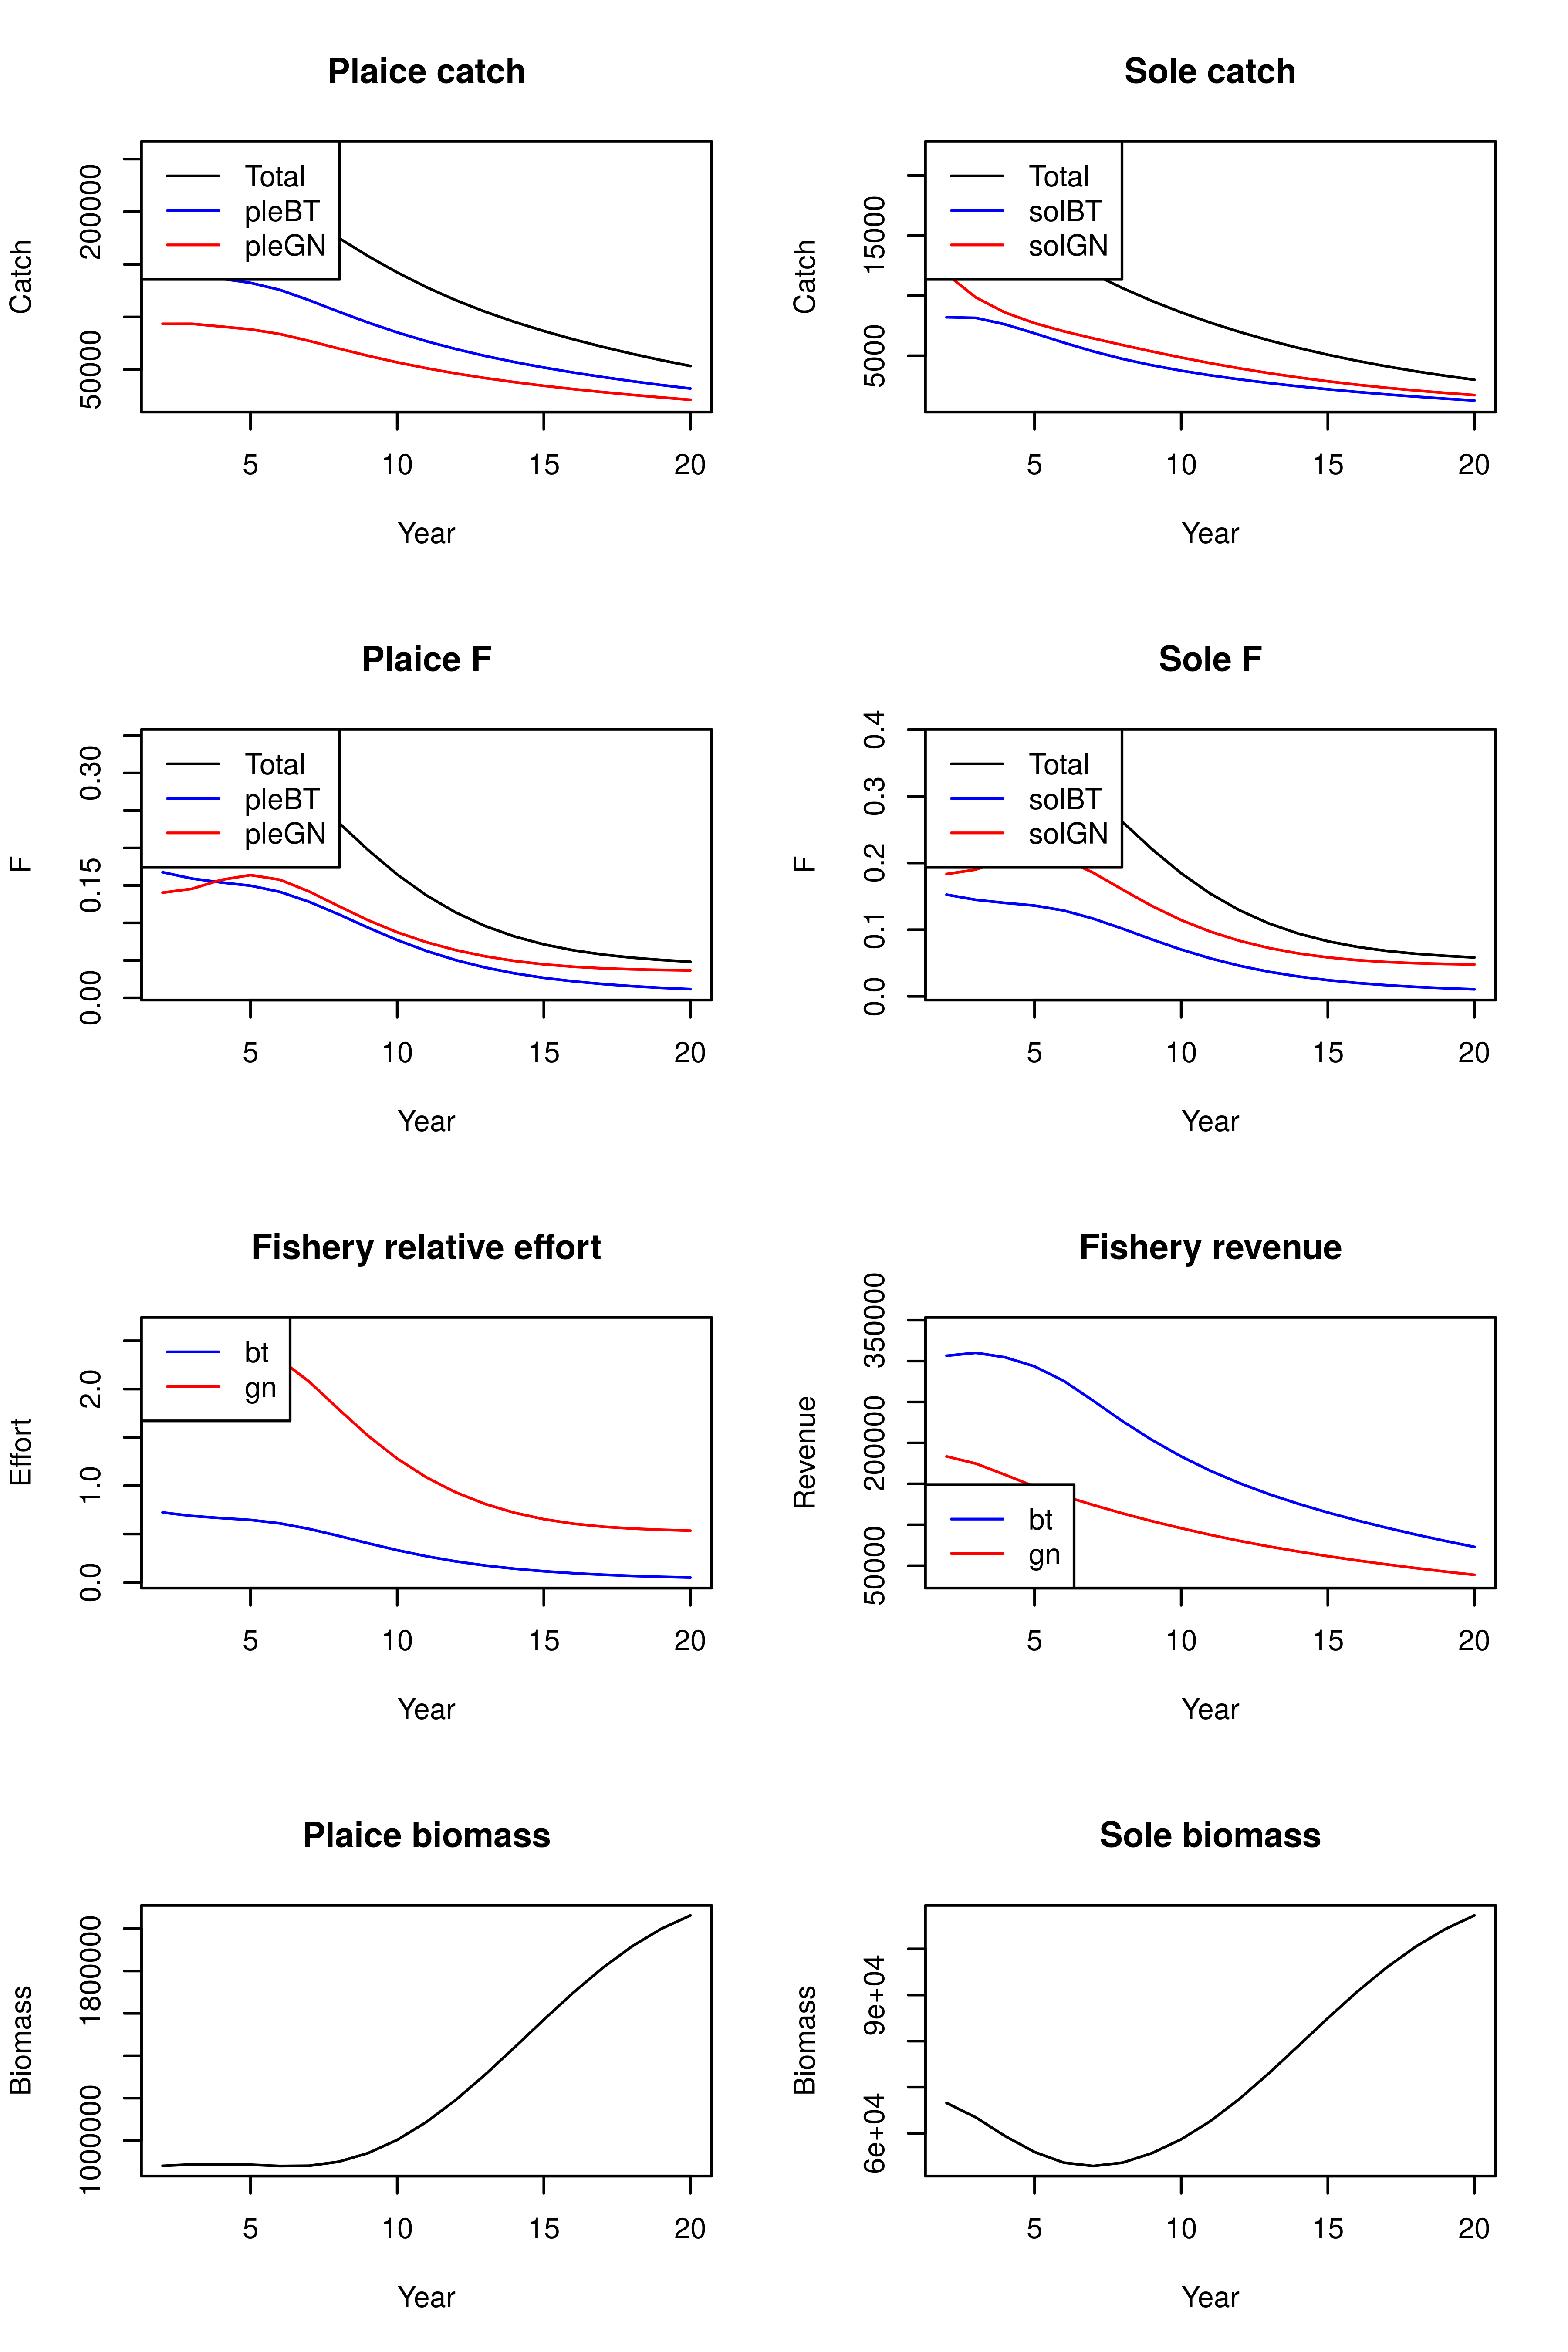 Plaice catch
Total
pleBT
pleGN
Catch
50000
200000
5
10
15
20
Year
Sole catch
Total
solBT
solGN
Catch
5000
15000
5
10
15
20
Year
Plaice F
Total
pleBT
pleGN
F
0.00
0.15
0.30
5
10
15
20
Year
Sole F
Total
solBT
solGN
F
0.0
0.1
0.2
0.3
0.4
5
10
15
20
Year
Fishery relative effort
bt
gn
Effort
0.0
1.0
2.0
5
10
15
20
Year
Fishery revenue
bt
gn
Revenue
50000
200000
350000
5
10
15
20
Year
Plaice biomass
Biomass
1000000
1800000
5
10
15
20
Year
Sole biomass
Biomass
6e+04
9e+04
5
10
15
20
Year